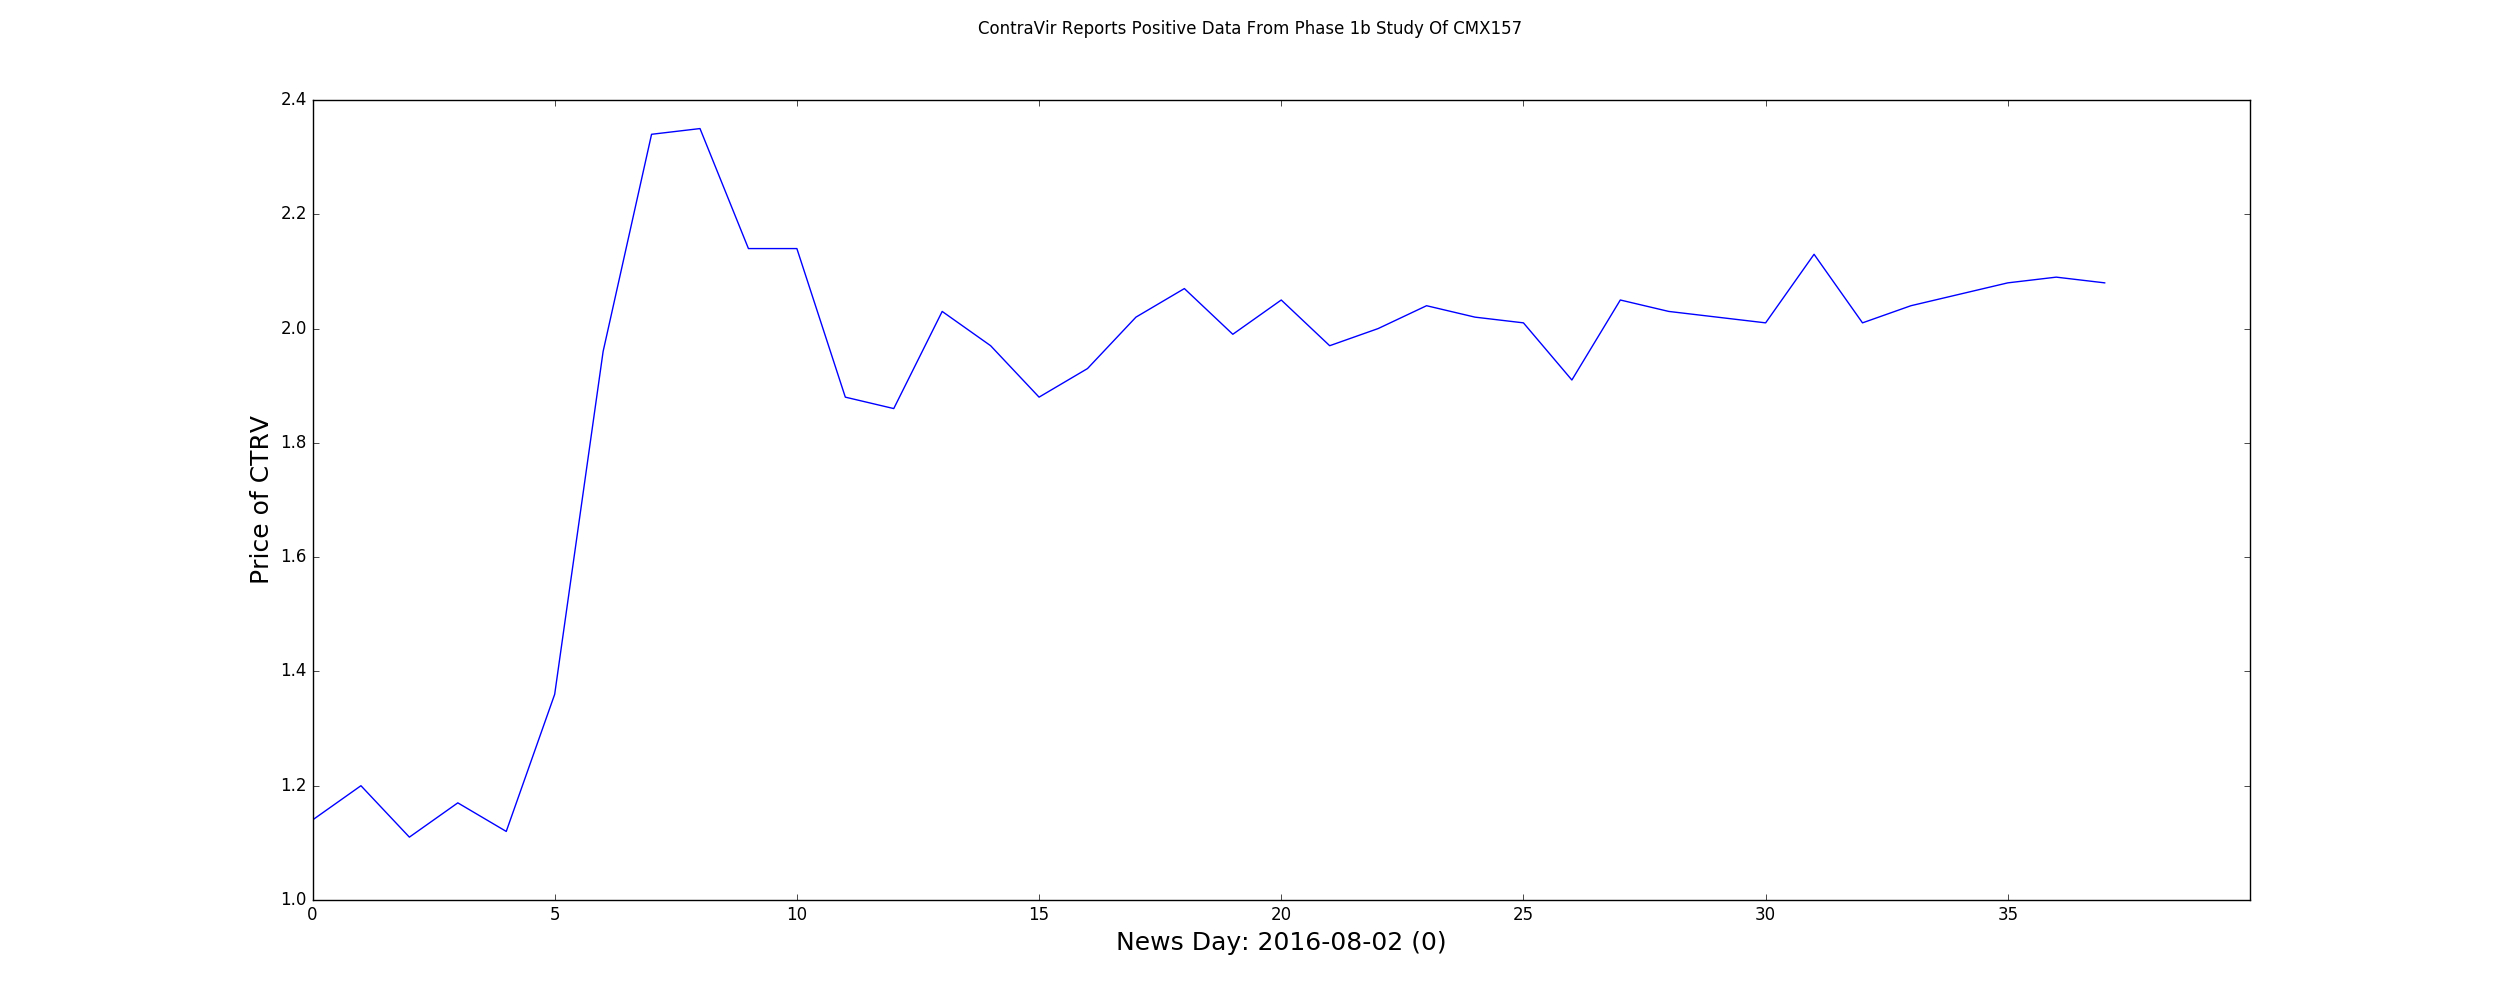 ContraVir Reports Positive Data From Phase 1b Study Of CMX157
2.4
2.2
2.0
1.8
1.6
1.4
1.2
1.0
Price of CTRV
0 5 10 15 20 25 30 35
News Day: 2016-08-02 (0)